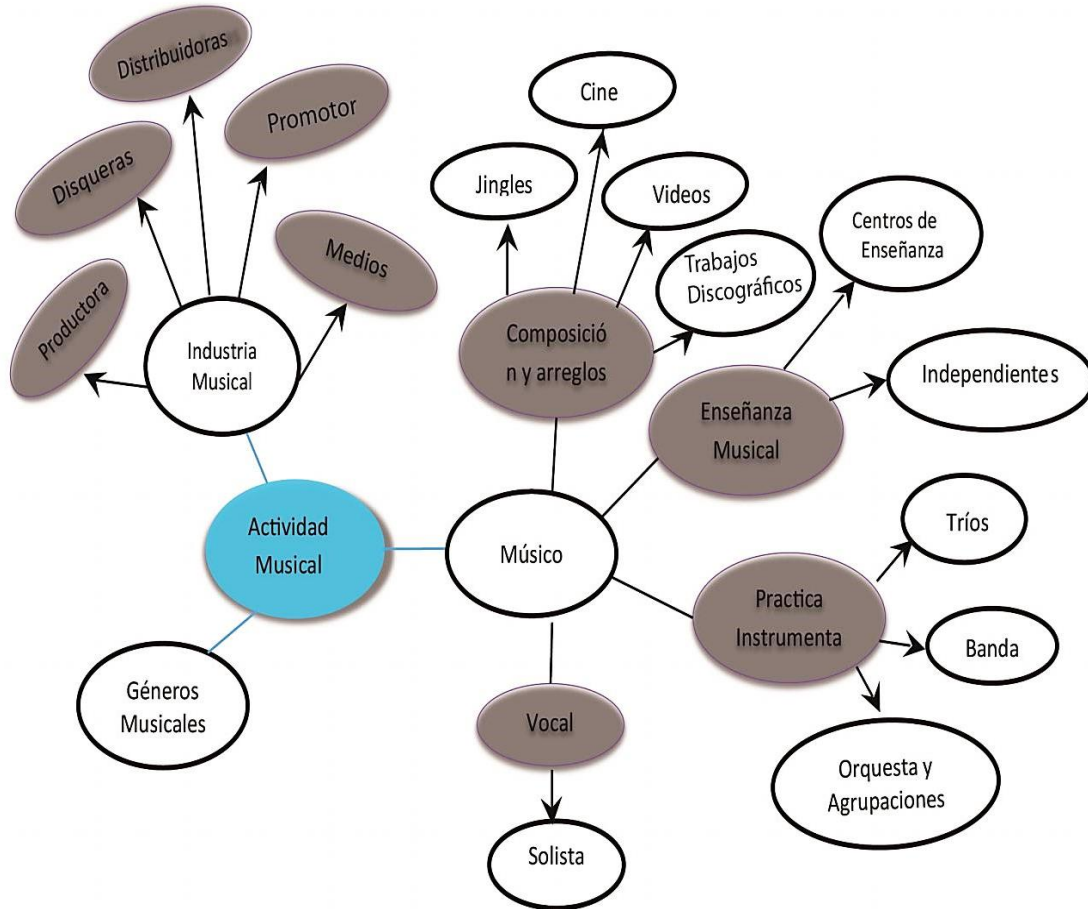 Distribuidoras
Promotor
Disqueras
Medios
Productora
Industria
Musical
Cine
Jingles
Videos
Trabajos
Discográficos
Centros de
Enseñanza
Composició
n y arreglos
Independientes
Enseñanza
Musical
Actividad
Musical
Músico
Tríos
Practica
Instrumenta
Banda
Géneros
Musicales
Vocal
Orquesta y
Agrupaciones
Solista